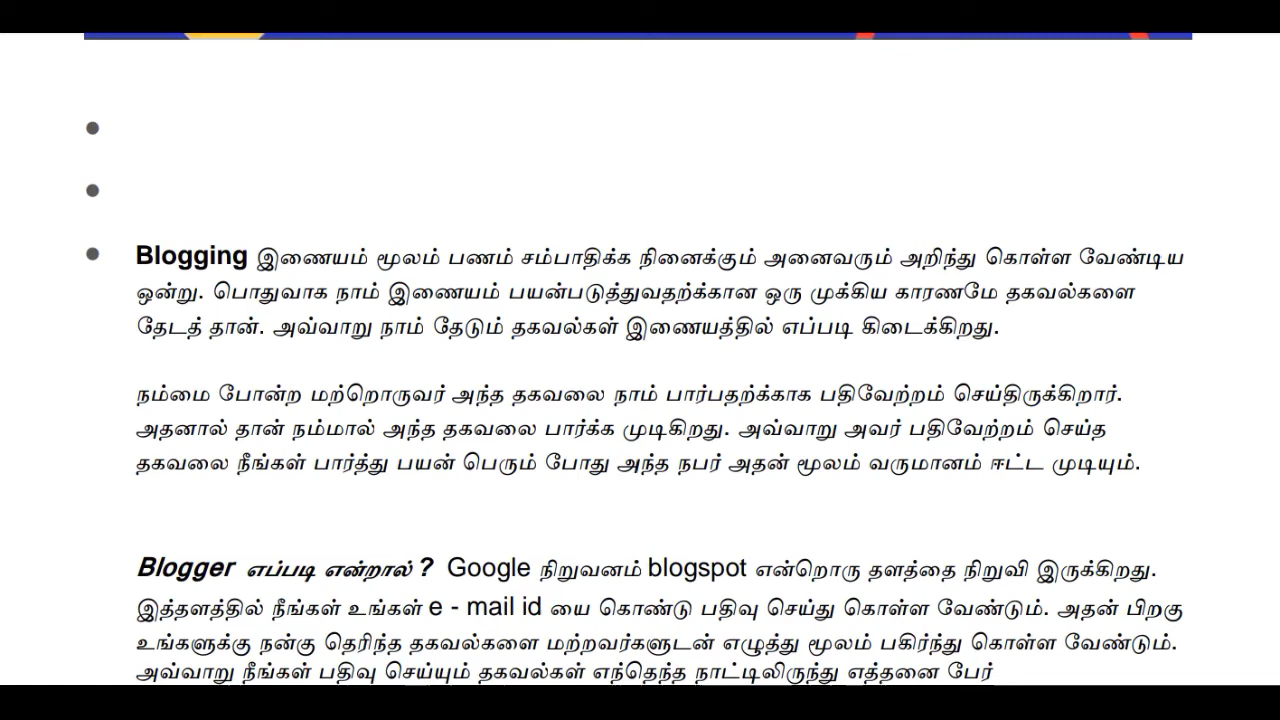 Blogging இணையம் மூலம் பணம் சம்பாதிக்க நினைக்கும் அனைவரும் அறிந்து கொள்ள வேண்டிய
ஒன்று. பொதுவாக நாம் இணையம் பயன்படுத்துவதற்க்கான ஒரு முக்கிய காரணமே தகவல்களை
தேடத் தான். அவ்வாறு நாம் தேடும் தகவல்கள் இணையத்தில் எப்படி கிடைக்கிறது.
நம்மை போன்ற மற்றொருவர் அந்த தகவலை நாம் பார்பதற்க்காக பதிவேற்றம் செய்திருக்கிறார்.
அதனால் தான் நம்மால் அந்த தகவலை பார்க்க முடிகிறது. அவ்வாறு அவர் பதிவேற்றம் செய்த
தகவலை நீங்கள் பார்த்து பயன் பெரும் போது அந்த நபர் அதன் மூலம் வருமானம் ஈட்ட முடியும்.
Blogger எப்படி என்றால் ? Google நிறுவனம் blogspot என்றொரு தளத்தை நிறுவி இருக்கிறது.
இத்தளத்தில் நீங்கள் உங்கள் e - mail id யை கொண்டு பதிவு செய்து கொள்ள வேண்டும். அதன் பிறகு
உங்களுக்கு நன்கு தெரிந்த தகவல்களை மற்றவர்களுடன் எழுத்து மூலம் பகிர்ந்து கொள்ள வேண்டும்.
அவ்வாறு நீங்கள் பதிவு செய்யும் தகவல்கள் எந்தெந்த நாட்டிலிருந்து எத்தனை பேர்